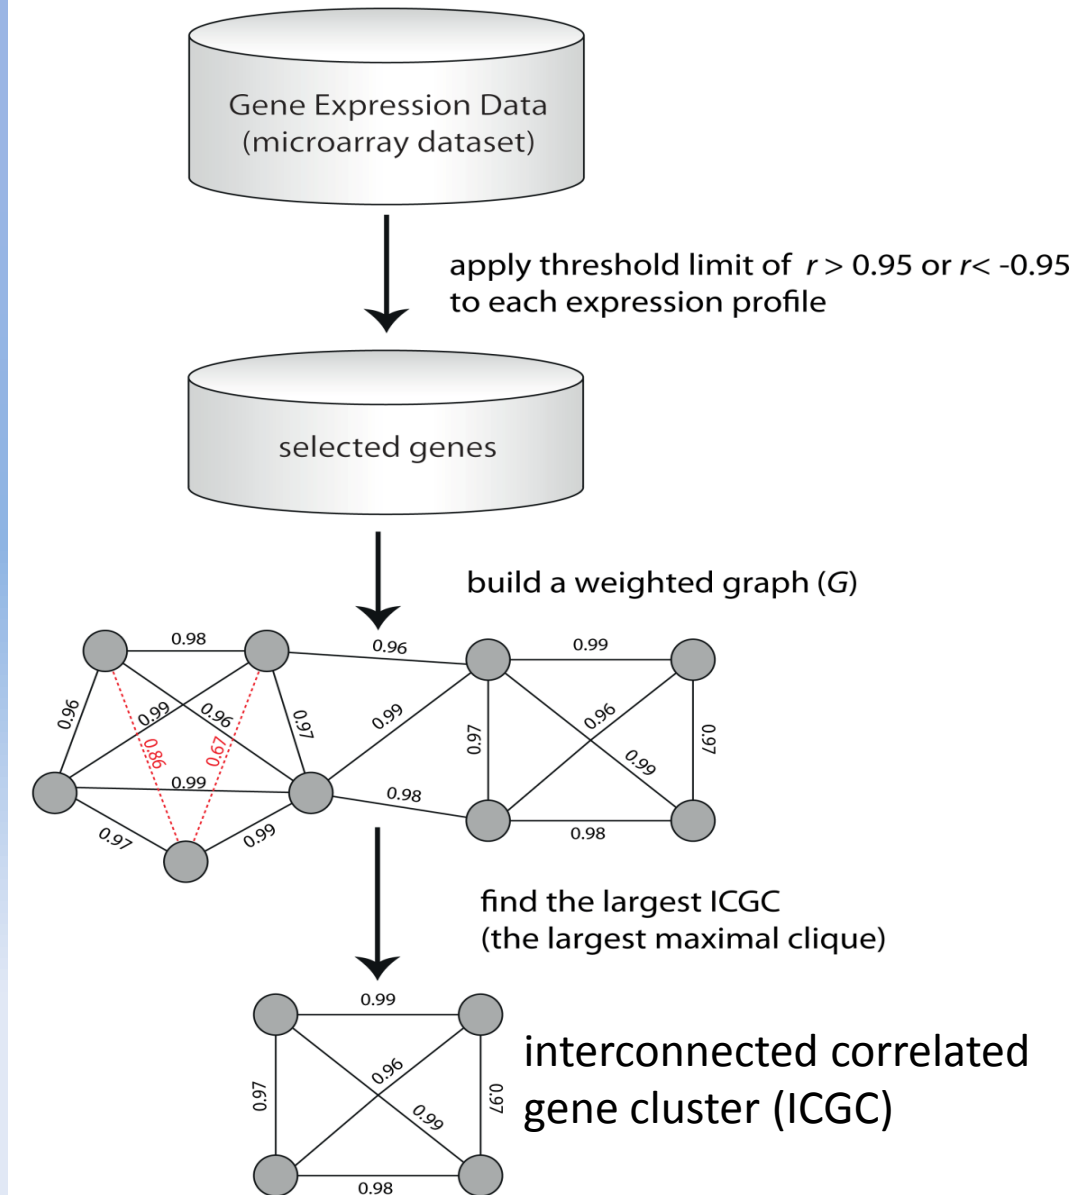 Gene Expression Data
(microarray dataset)
apply threshold limit of r > 0.95 or r< -0.95
to each expression profile
selected genes
build a weighted graph (G)
0.98
0.96
0.99
0.96
0.99
0.96
0.97
0.99
0.97
0.96
0.97
0.86
0.67
0.99
0.99
0.98
0.97
0.99
0.98
find the largest ICGC
(the largest maximal clique)
0.99
0.97
0.96
0.97
0.99
0.98
interconnected correlated
gene cluster (ICGC)